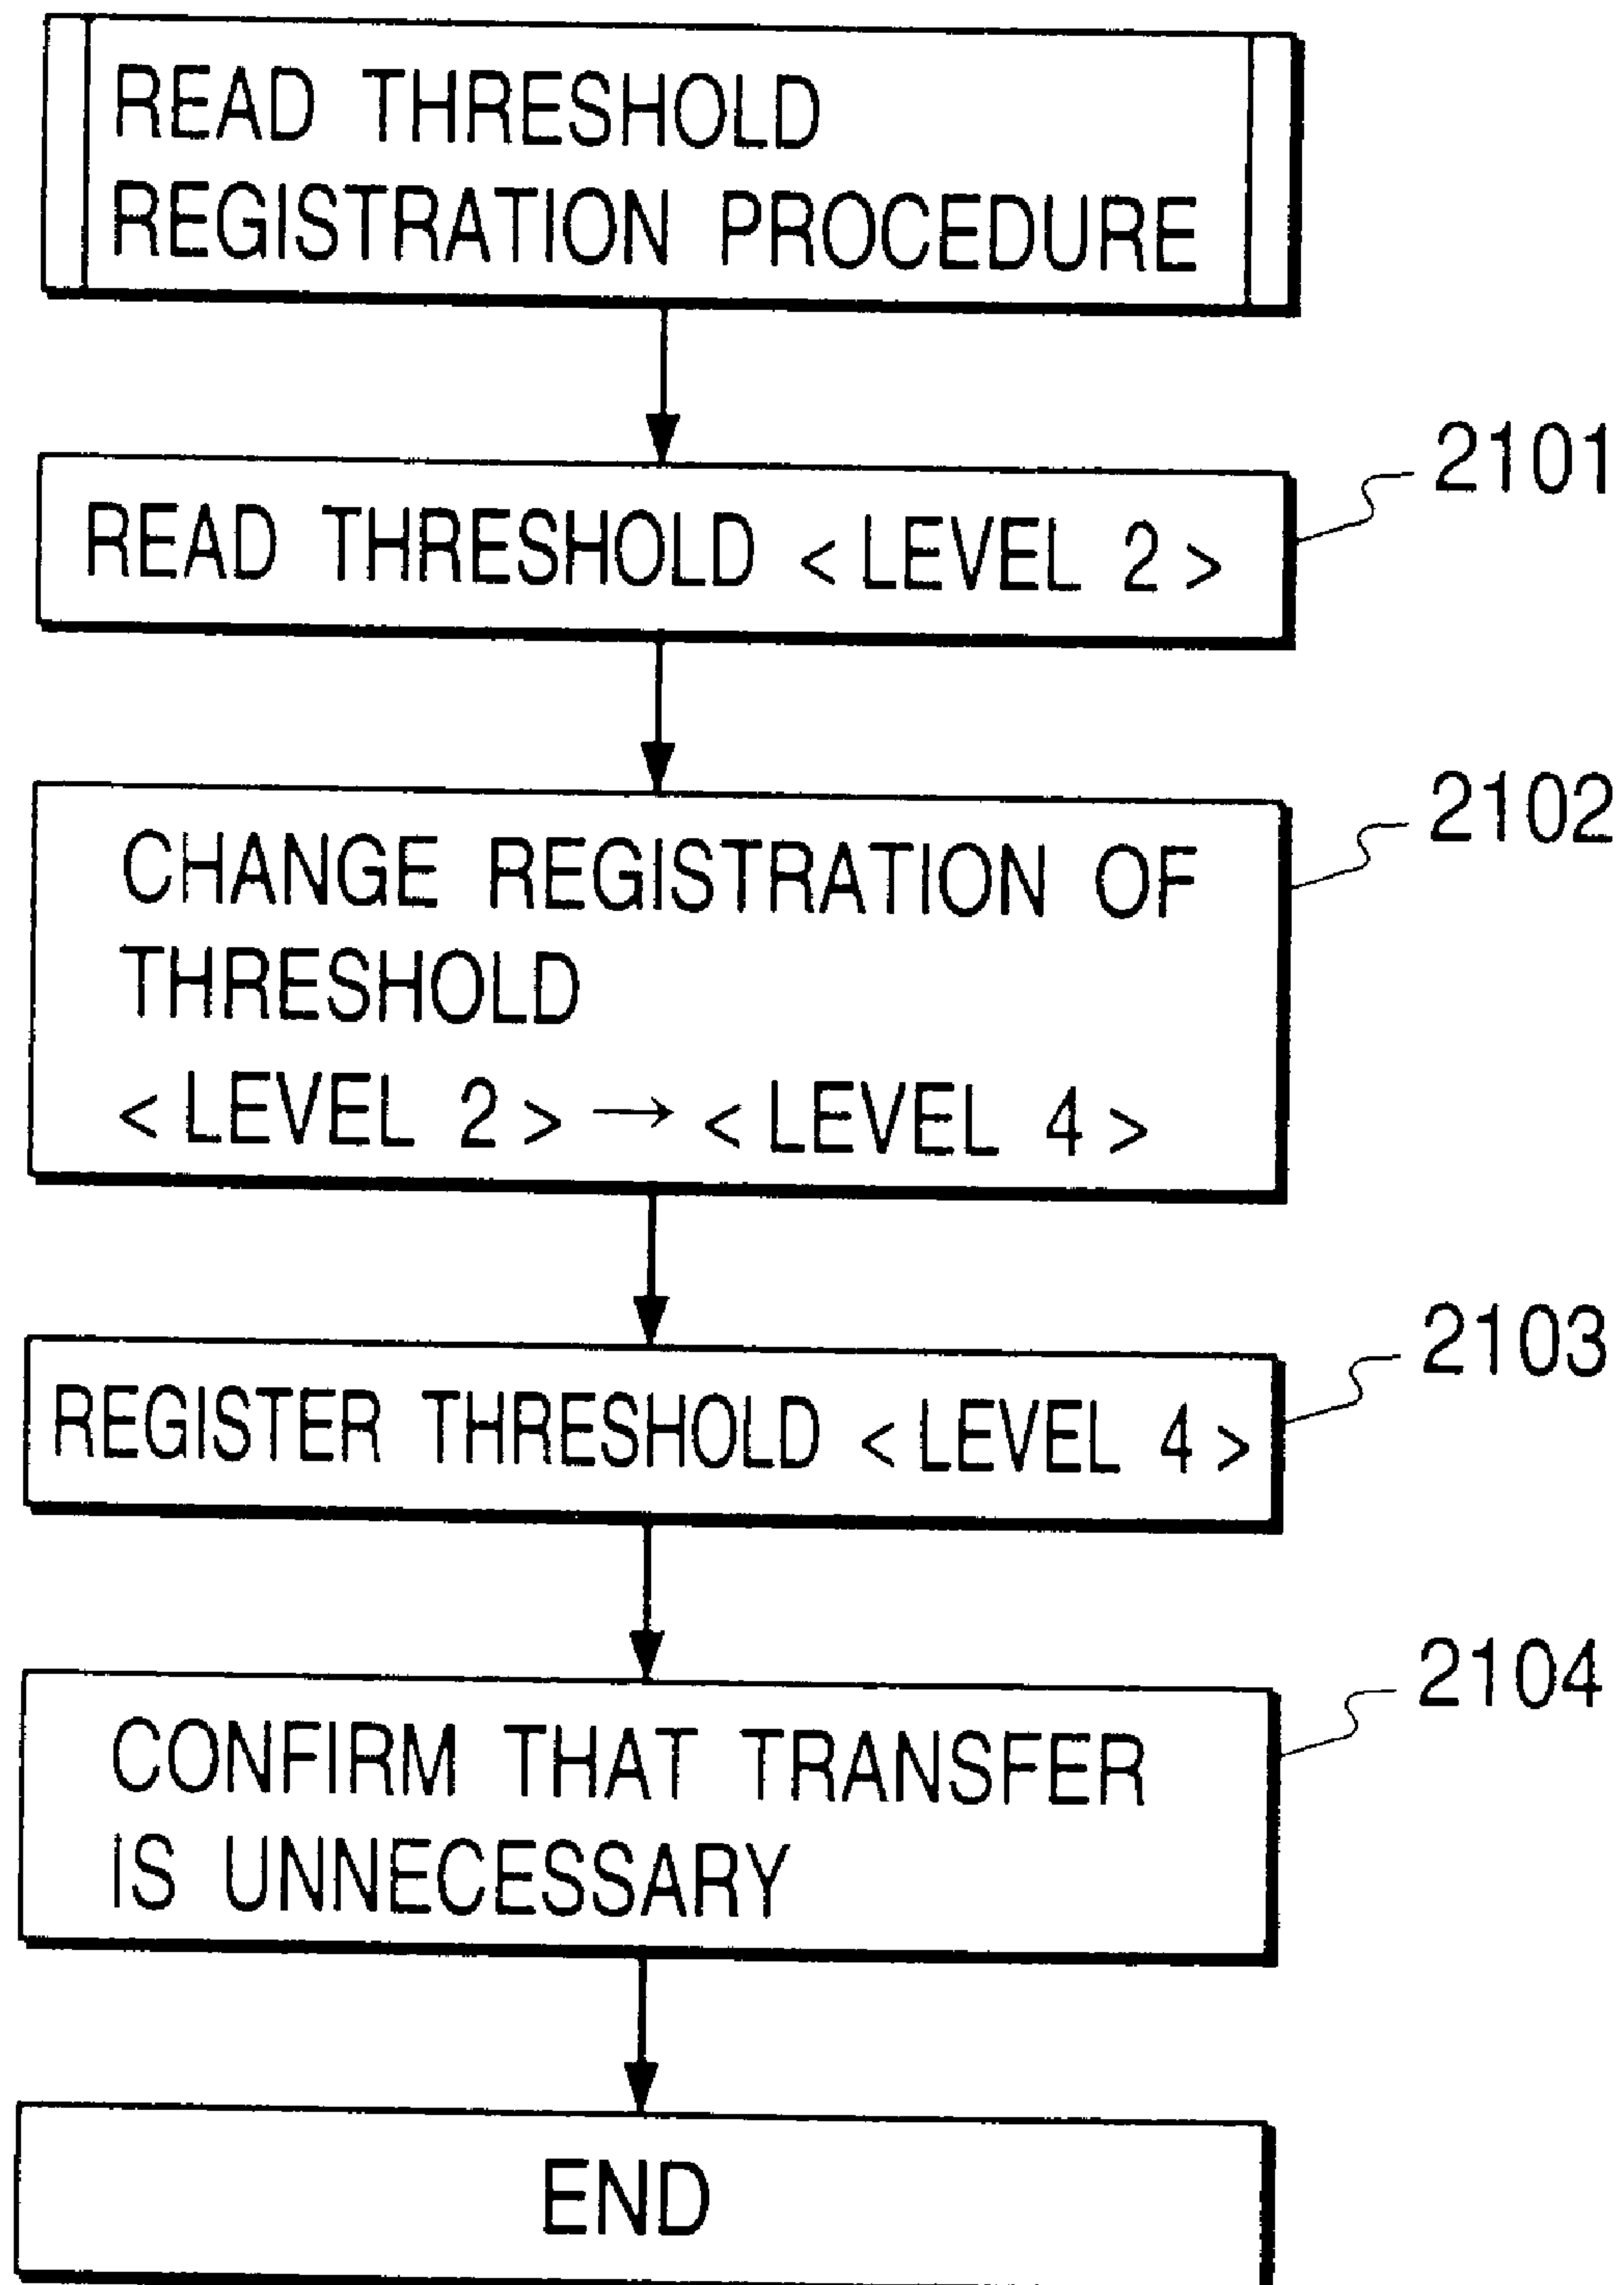 READ THRESHOLD
REGISTRATION PROCEDURE
2101
READ THRESHOLD < LEVEL 2 >
2102
CHANGE REGISTRATION OF
THRESHOLD
< LEVEL 2 > → < LEVEL 4 >
2103
REGISTER THRESHOLD < LEVEL 4 >
2104
CONFIRM THAT TRANSFER
IS UNNECESSARY
END